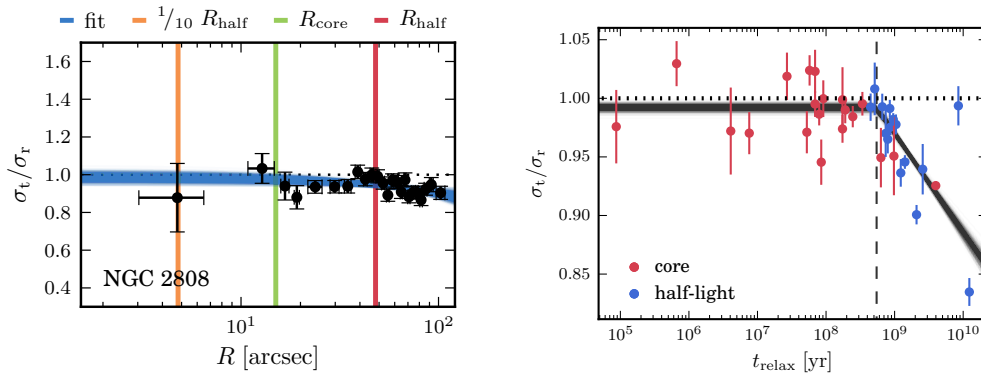 fit 1/10 R_half R_core R_half
1.6
1.4
1.2
1.0
0.8
0.6
0.4
σ_t/σ_r
NGC 2808
10^1 10^2
R [arcsec]
1.05
1.00
0.95
0.90
0.85
σ_t/σ_r
core
half-light
10^5 10^6 10^7 10^8 10^9 10^10
t_relax [yr]